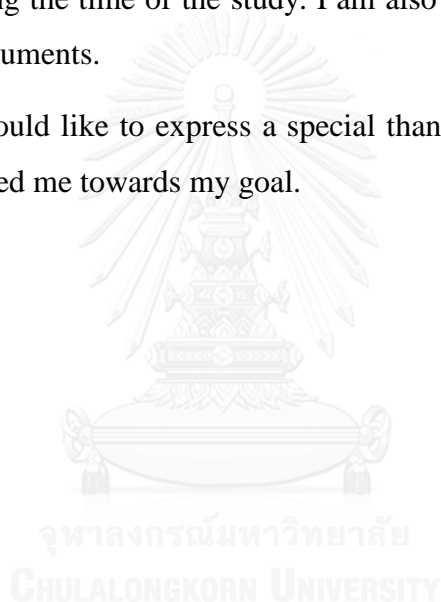 ng the time of the study. I am also
uments.
ould like to express a special than
ed me towards my goal.
จุฬาลงกรณ์มหาวิทยาลัย
CHULALONGKORN UNIVERSITY